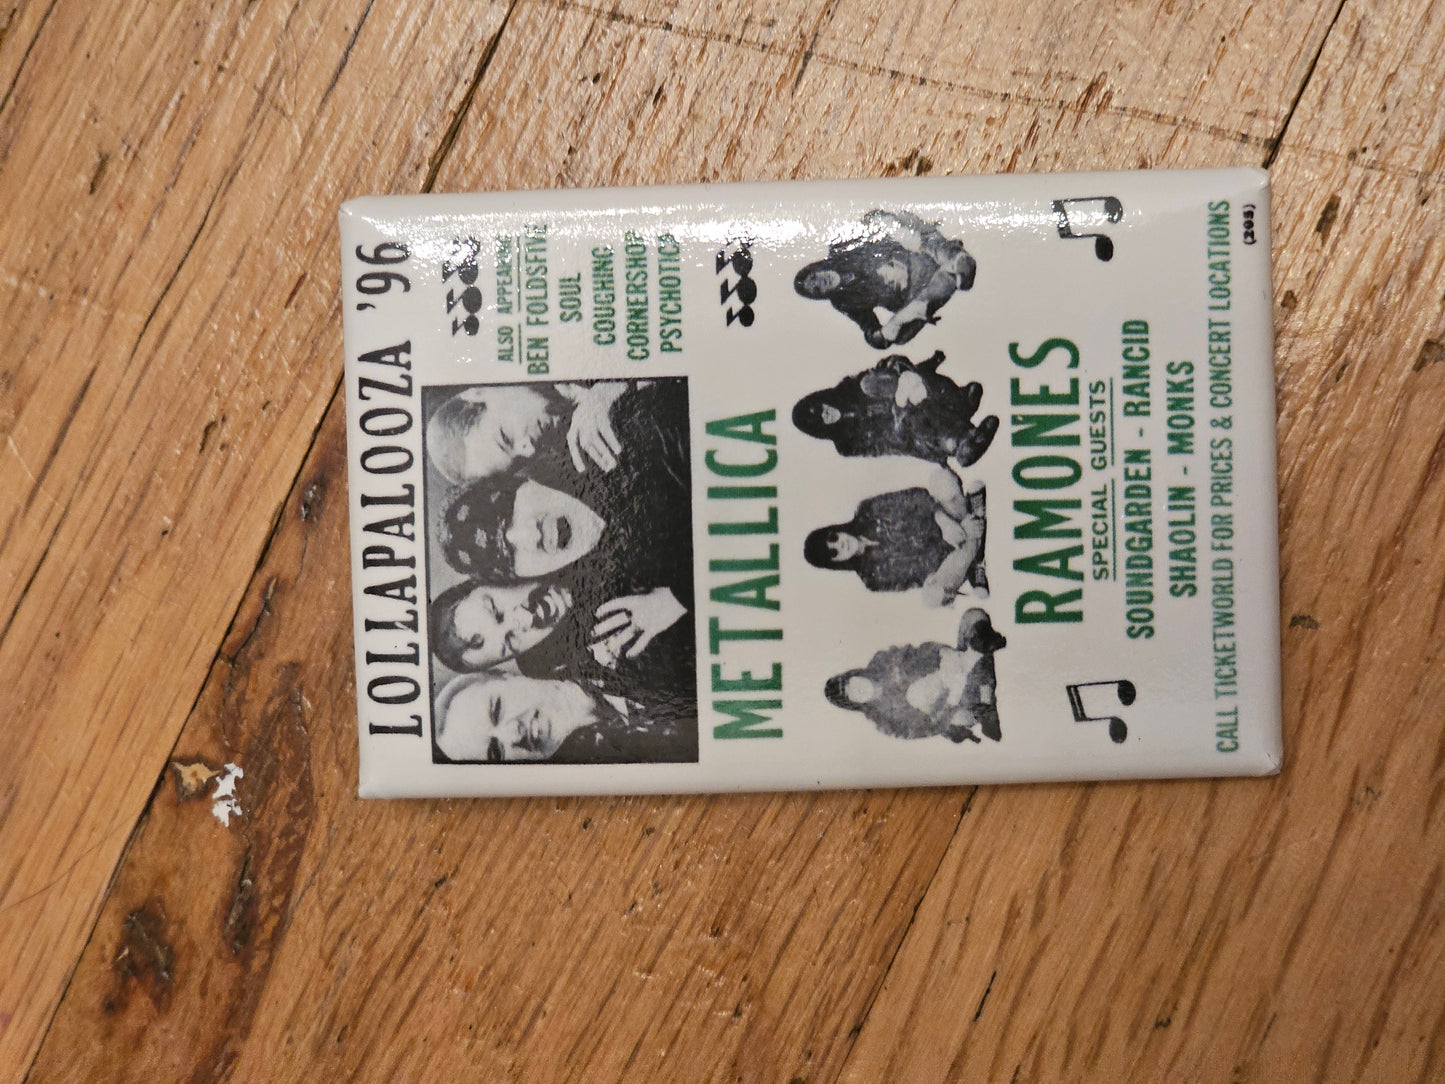 LOLLAPALOOZA '96
ALSO APPEARING
BEN FOLDSFIVE
SOUL
COUGHING
CORNERSHOP
PSYCHOTICA
METALLICA
RAMONES
SPECIAL GUESTS
SOUNDGARDEN - RANCID
SHAOLIN - MONKS
CALL TICKETWORLD FOR PRICES & CONCERT LOCATIONS
(205)